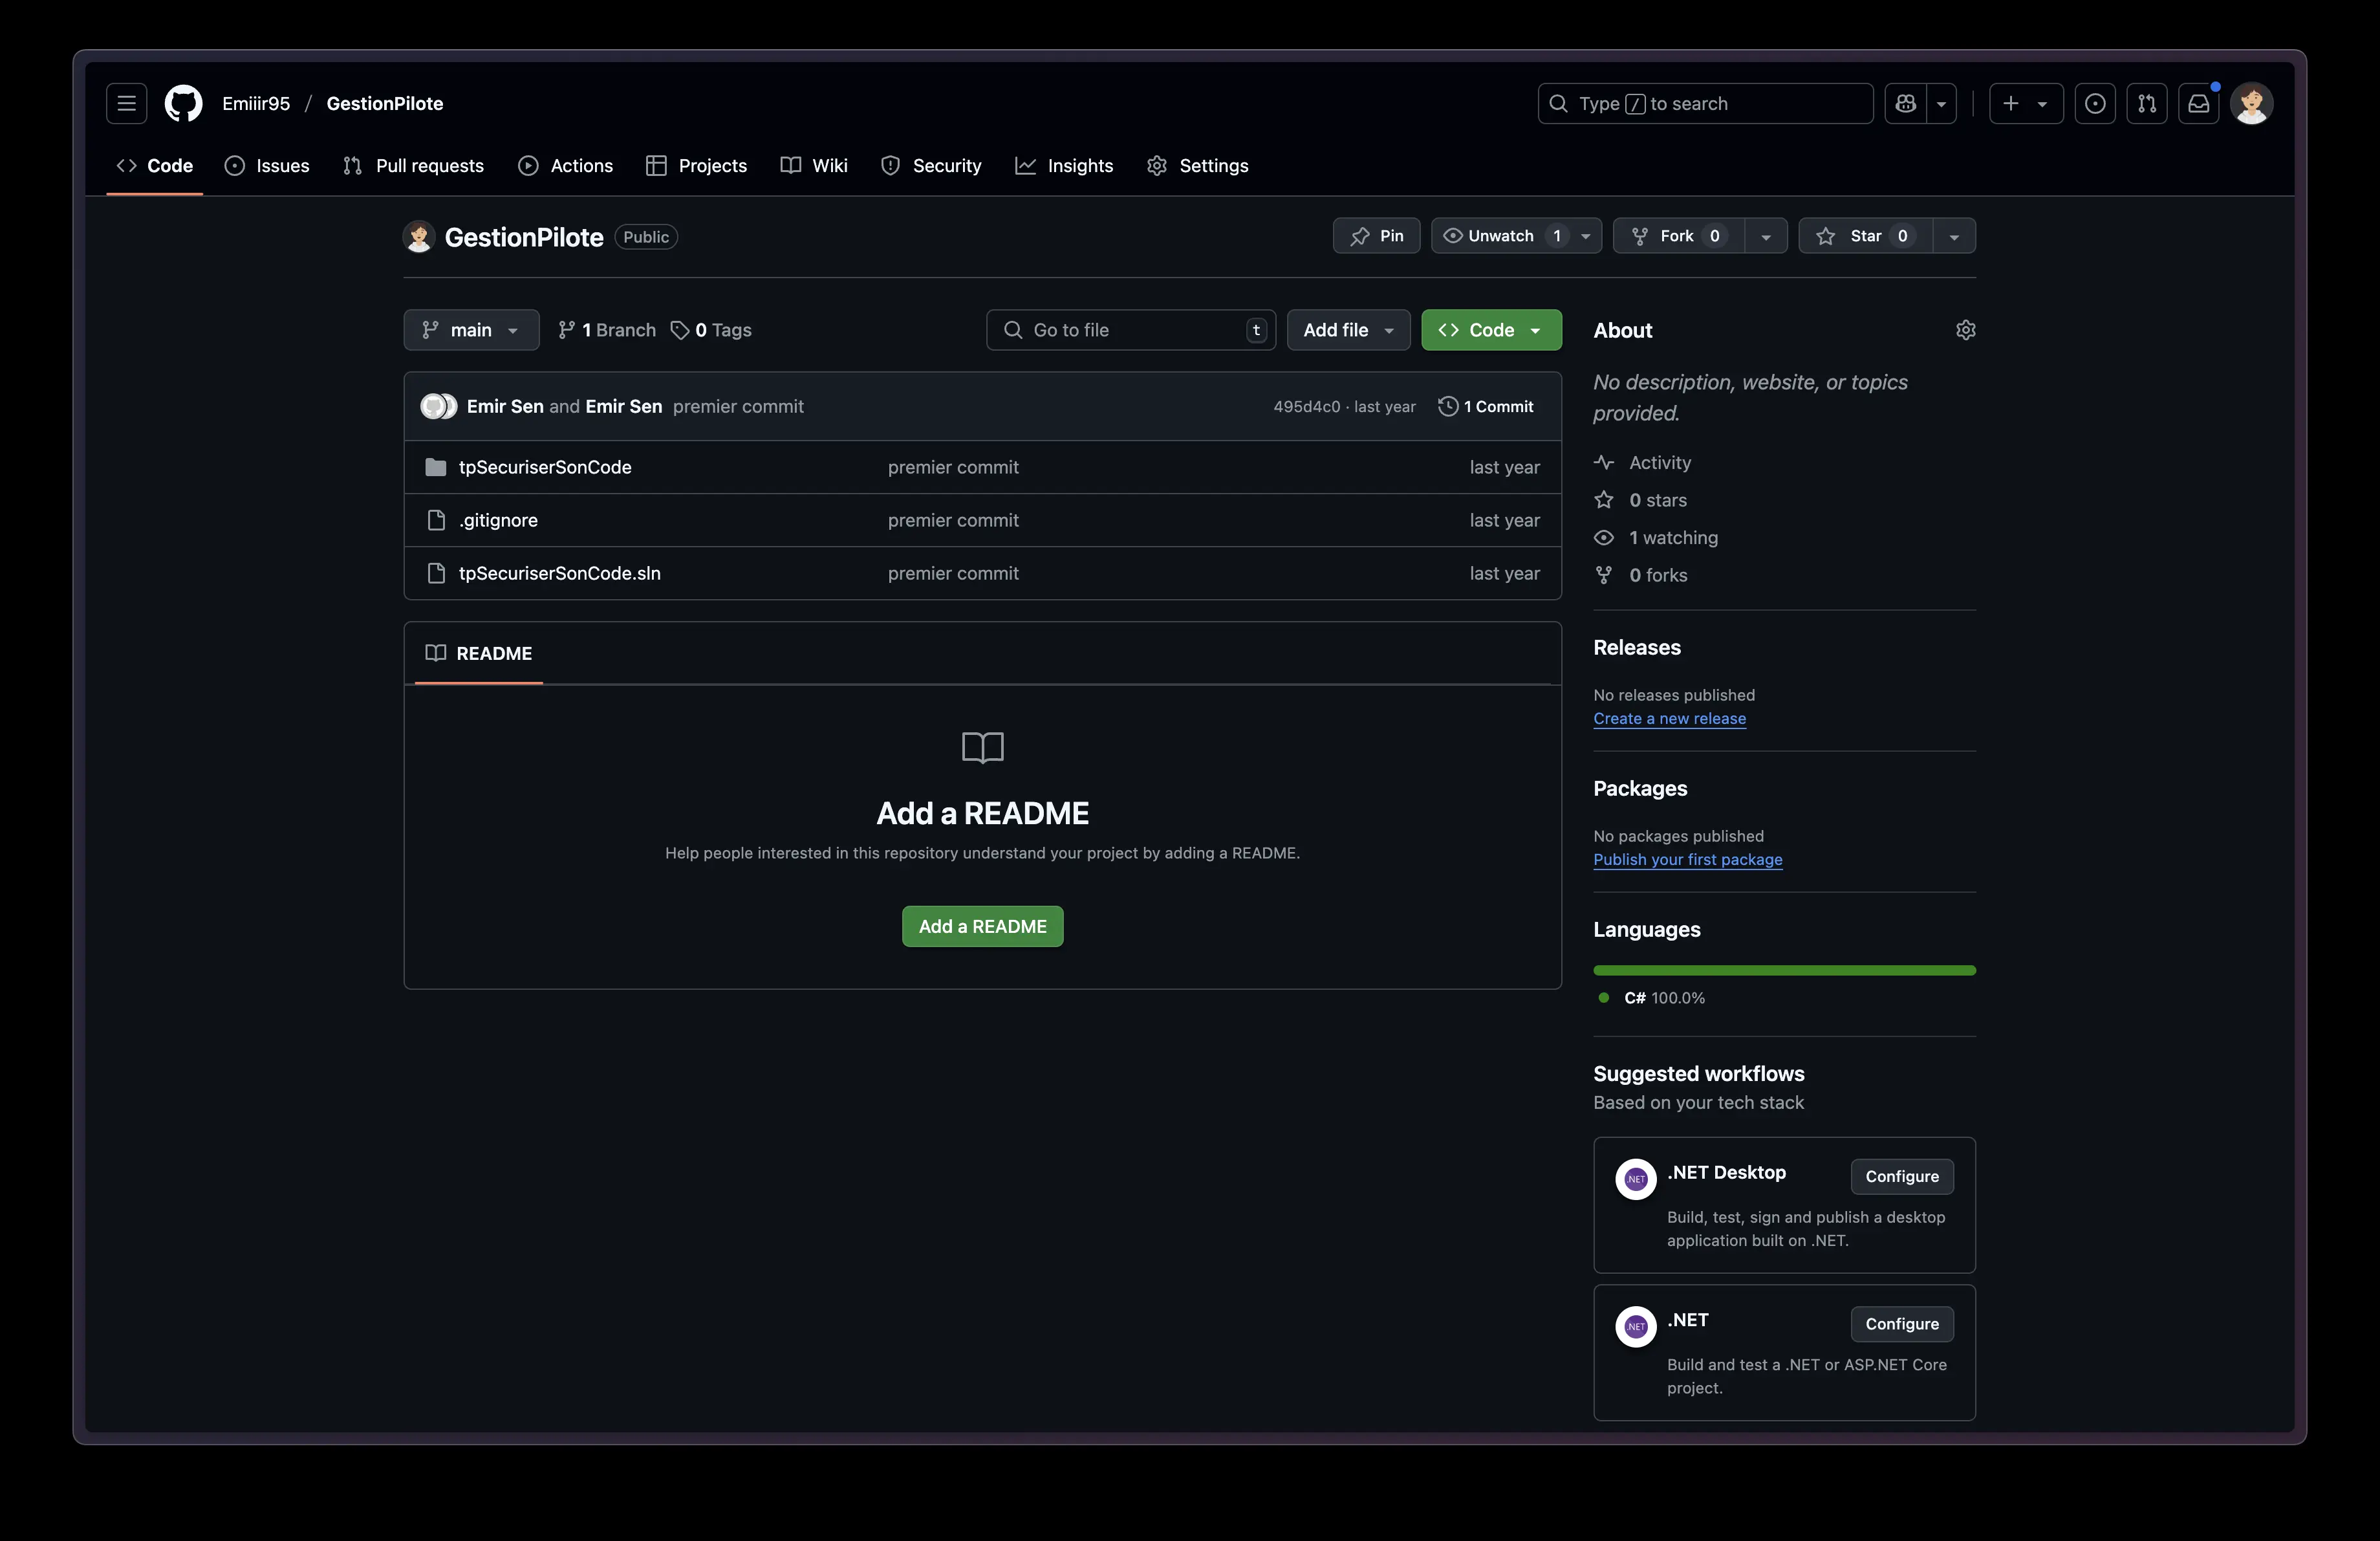 Emiiir95 / GestionPilote
Type / to search
Code Issues Pull requests Actions Projects Wiki Security Insights Settings
GestionPilote Public
Pin Unwatch 1 Fork 0 Star 0
main 1 Branch 0 Tags
Go to file t Add file Code
Emir Sen and Emir Sen premier commit 495d4c0 · last year 1 Commit
tpSecuriserSonCode premier commit last year
.gitignore premier commit last year
tpSecuriserSonCode.sln premier commit last year
README
Add a README
Help people interested in this repository understand your project by adding a README.
Add a README
About
No description, website, or topics
provided.
Activity
0 stars
1 watching
0 forks
Releases
No releases published
Create a new release
Packages
No packages published
Publish your first package
Languages
C# 100.0%
Suggested workflows
Based on your tech stack
.NET .NET Desktop Configure
Build, test, sign and publish a desktop
application built on .NET.
.NET .NET Configure
Build and test a .NET or ASP.NET Core
project.